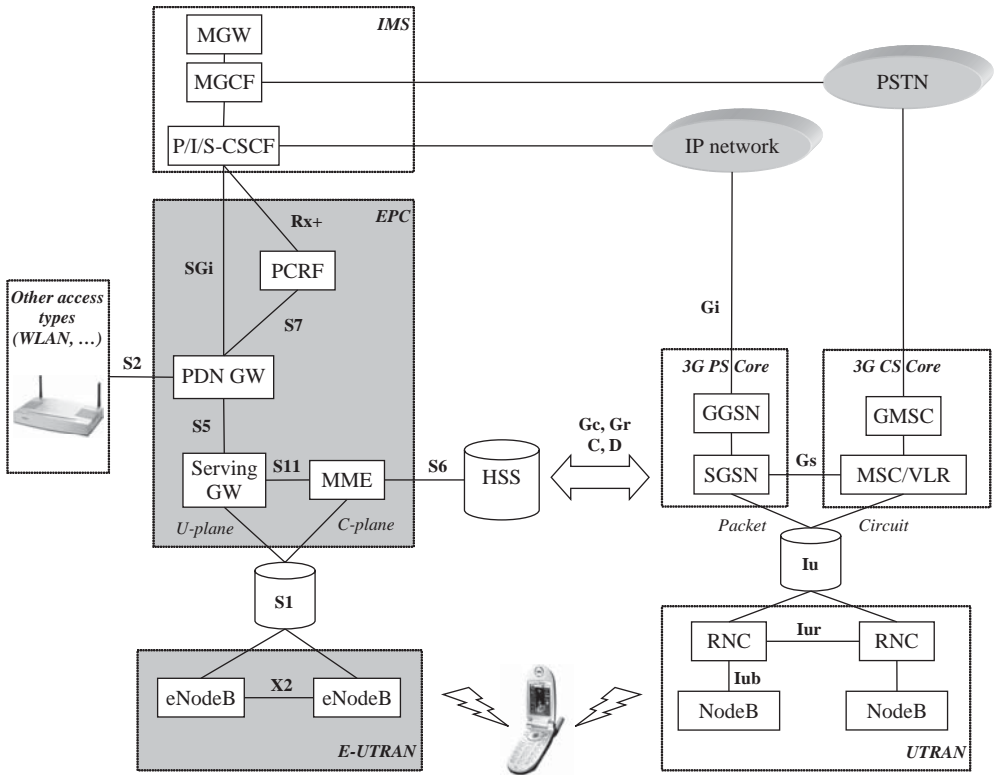 IMS
MGW
MGCF
PSTN
P/I/S-CSCF
IP network
EPC
Rx+
SGi
PCRF
Other access
types
(WLAN, …)
Gi
S7
S2
PDN GW
3G PS Core
3G CS Core
GGSN
GMSC
S5
Gc, Gr
C, D
Serving
GW
S11
MME
S6
HSS
SGSN
Gs
MSC/VLR
U-plane
C-plane
Packet
Circuit
Iu
S1
RNC
Iur
RNC
Iub
eNodeB
X2
eNodeB
NodeB
NodeB
E-UTRAN
UTRAN